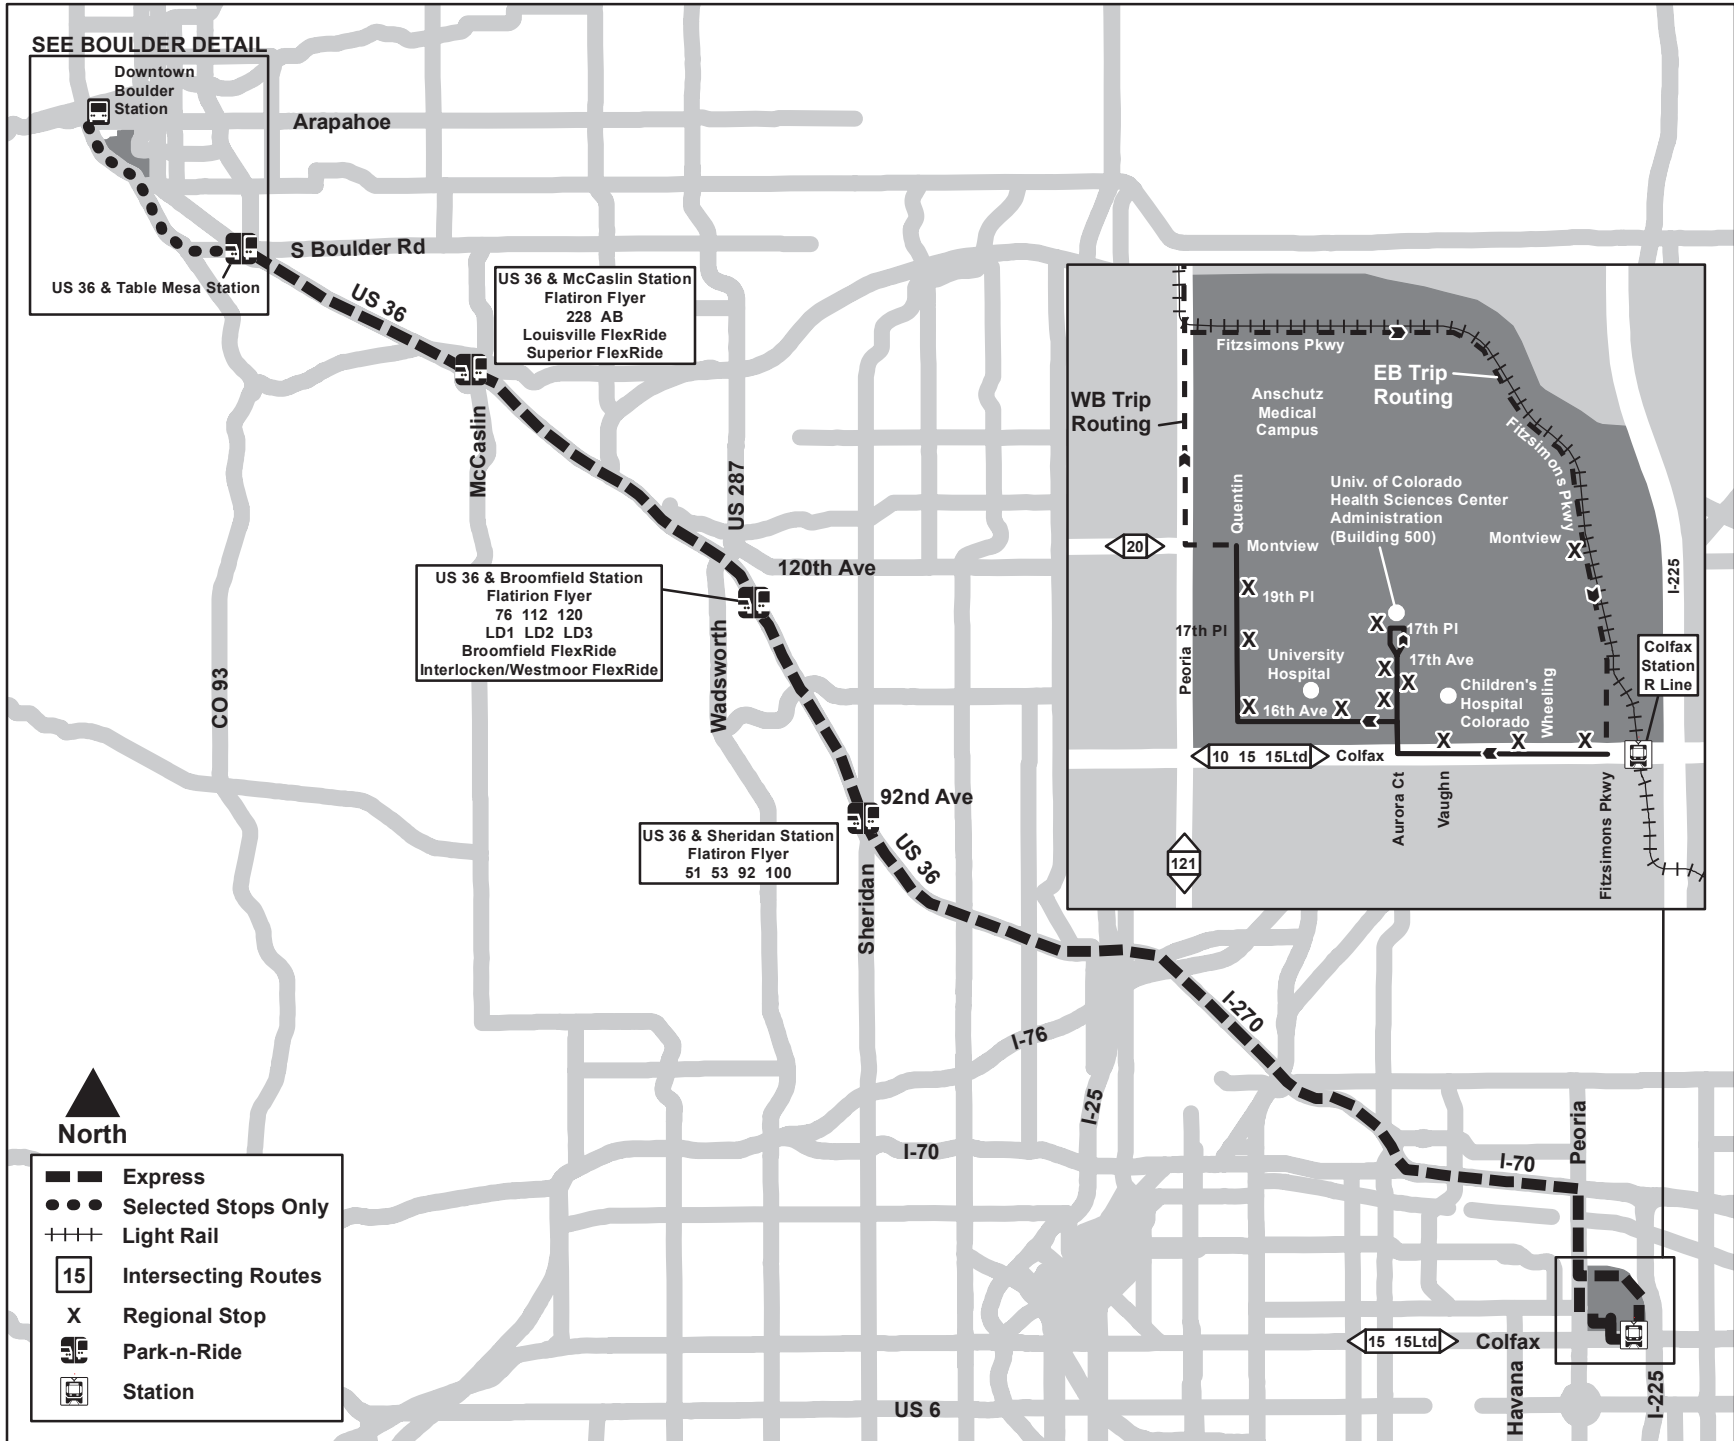 SEE BOULDER DETAIL
Downtown
Boulder
Station
Arapahoe
S Boulder Rd
US 36 & Table Mesa Station
US 36
US 36 & McCaslin Station
Flatiron Flyer
228 AB
Louisville FlexRide
Superior FlexRide
McCaslin
US 287
120th Ave
US 36 & Broomfield Station
Flatirion Flyer
76 112 120
LD1 LD2 LD3
Broomfield FlexRide
Interlocken/Westmoor FlexRide
CO 93
Wadsworth
92nd Ave
US 36 & Sheridan Station
Flatiron Flyer
51 53 92 100
US 36
Sheridan
WB Trip
Routing
Fitzsimons Pkwy
EB Trip
Routing
Anschutz
Medical
Campus
Fitzsimons Pkwy
Quentin
Univ. of Colorado
Health Sciences Center
Administration
(Building 500)
20
Montview
Montview
I-225
X
X
19th Pl
X
17th Pl
17th Pl
X
Peoria
University
Hospital
X
17th Ave
X
Children's
Hospital
Colorado
Wheeling
Colfax
Station
R Line
X
16th Ave
X
X
X
X
X
10 15 15Ltd
Colfax
Aurora Ct
Vaughn
Fitzsimons Pkwy
121
I-270
I-76
I-25
I-70
I-70
Peoria
15 15Ltd
Colfax
Havana
I-225
US 6
North
Express
Selected Stops Only
Light Rail
15 Intersecting Routes
X Regional Stop
Park-n-Ride
Station